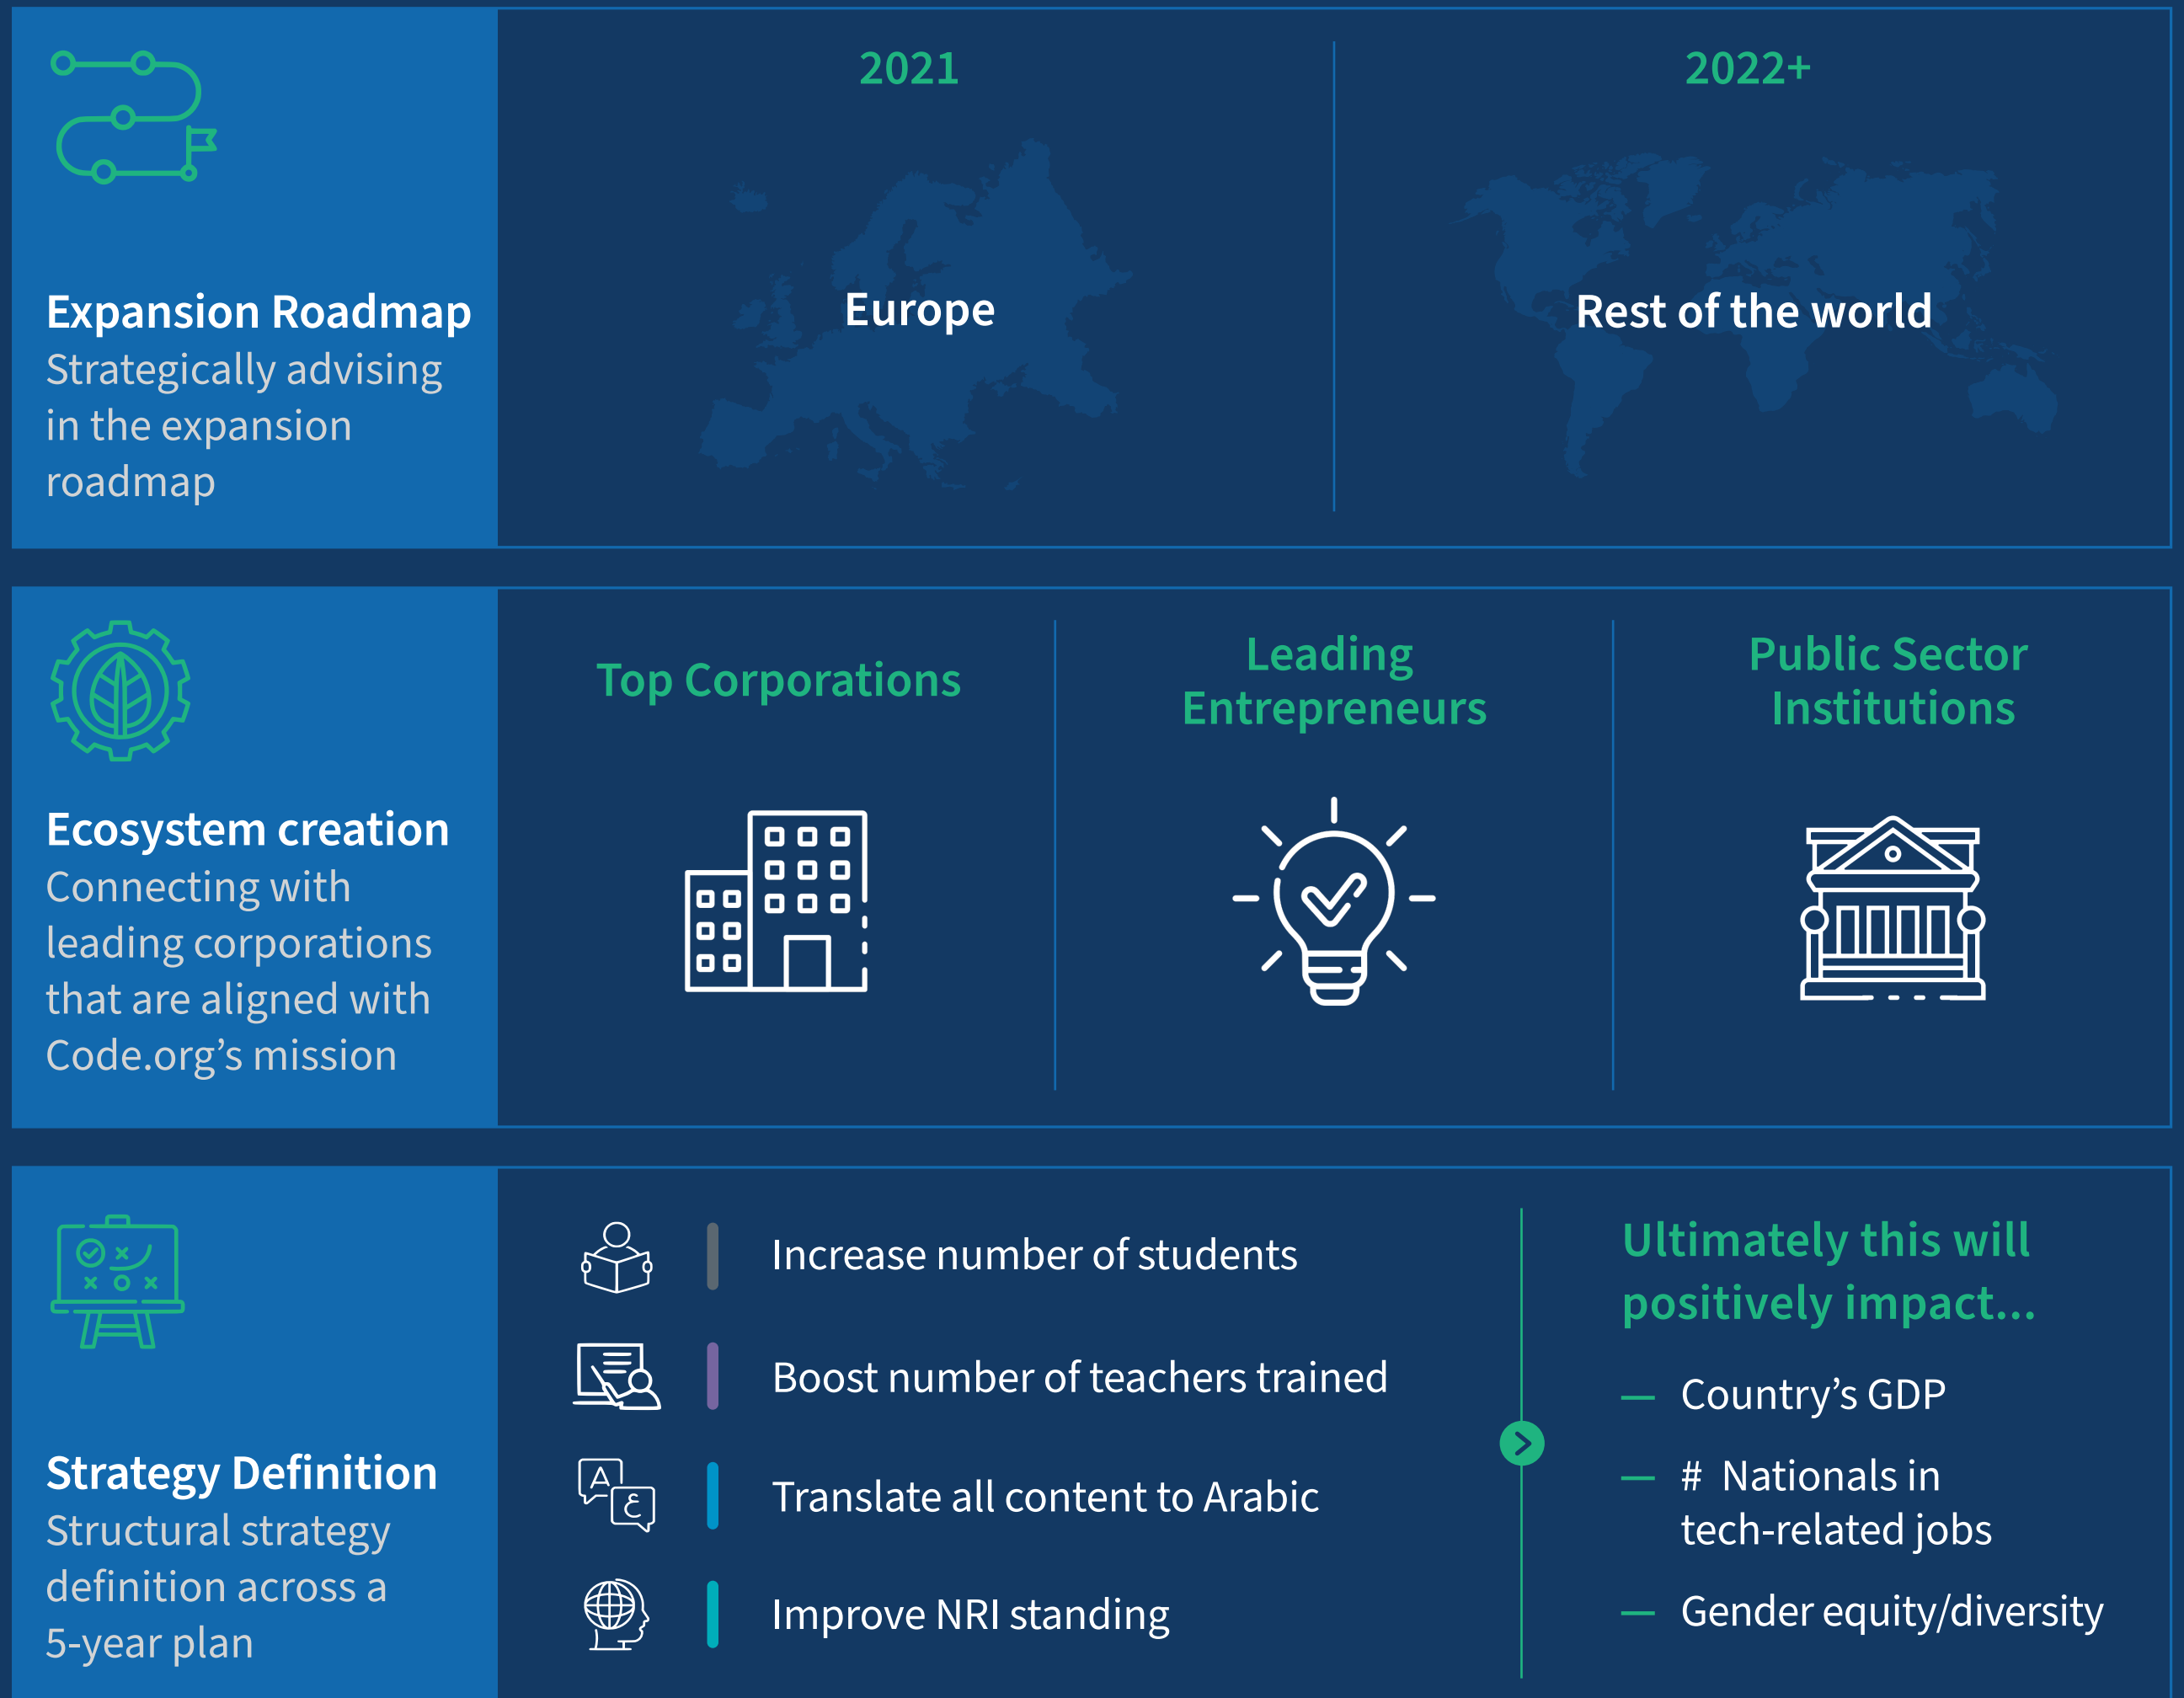 Expansion Roadmap
Strategically advising
in the expansion
roadmap
2021
Europe
2022+
Rest of the world
Ecosystem creation
Connecting with
leading corporations
that are aligned with
Code.org’s mission
Top Corporations
Leading
Entrepreneurs
Public Sector
Institutions
Strategy Definition
Structural strategy
definition across a
5-year plan
Increase number of students
Boost number of teachers trained
A
ع
Translate all content to Arabic
Improve NRI standing
Ultimately this will
positively impact...
— Country’s GDP
— # Nationals in
tech-related jobs
— Gender equity/diversity